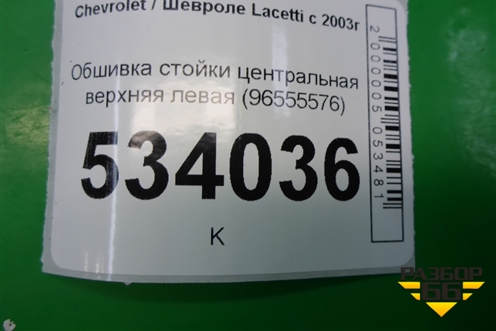 Chevrolet / Шевроле Lacetti с 2003г
Обшивка стойки центральная
верхняя левая (96555576)
534036
К
2000005053481
РАЗБОР
66